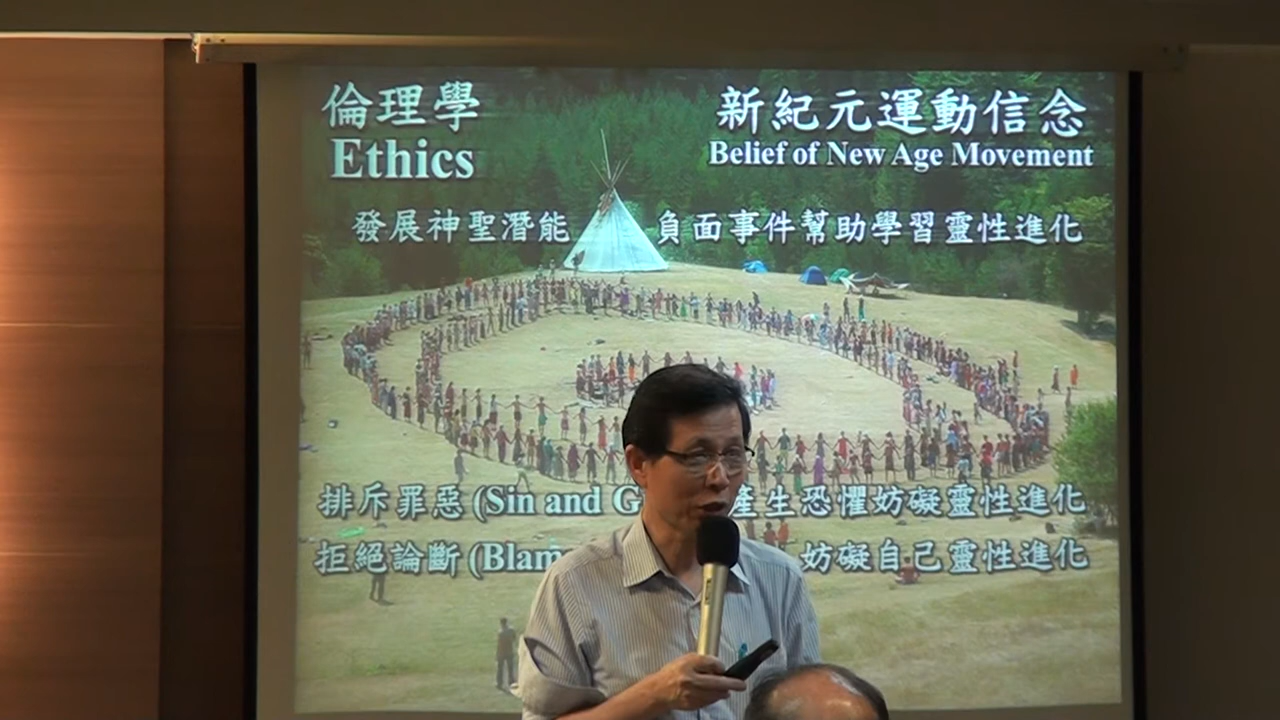 倫理學
Ethics
新紀元運動信念
Belief of New Age Movement
發展神聖潛能
負面事件幫助學習靈性進化
排斥罪惡 (Sin and G 產生恐懼妨礙靈性進化
拒絕論斷 (Blam 妨礙自己靈性進化